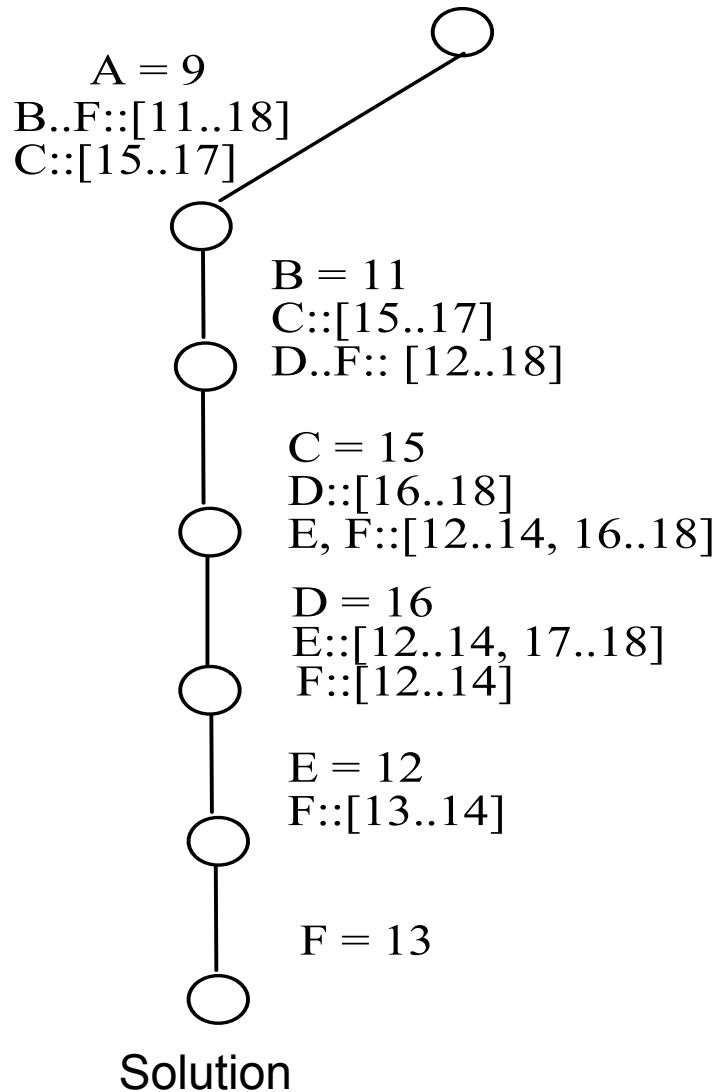 A = 9
B..F::[11..18]
C::[15..17]
B = 11
C::[15..17]
D..F:: [12..18]
C = 15
D::[16..18]
E, F::[12..14, 16..18]
D = 16
E::[12..14, 17..18]
F::[12..14]
E = 12
F::[13..14]
F = 13
Solution